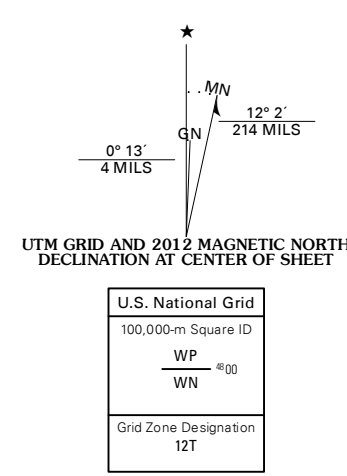 ★
MN
GN
12° 2´
214 MILS
0° 13´
4 MILS
UTM GRID AND 2012 MAGNETIC NORTH
DECLINATION AT CENTER OF SHEET
U.S. National Grid
100,000-m Square ID
WP
4800
WN
Grid Zone Designation
12T